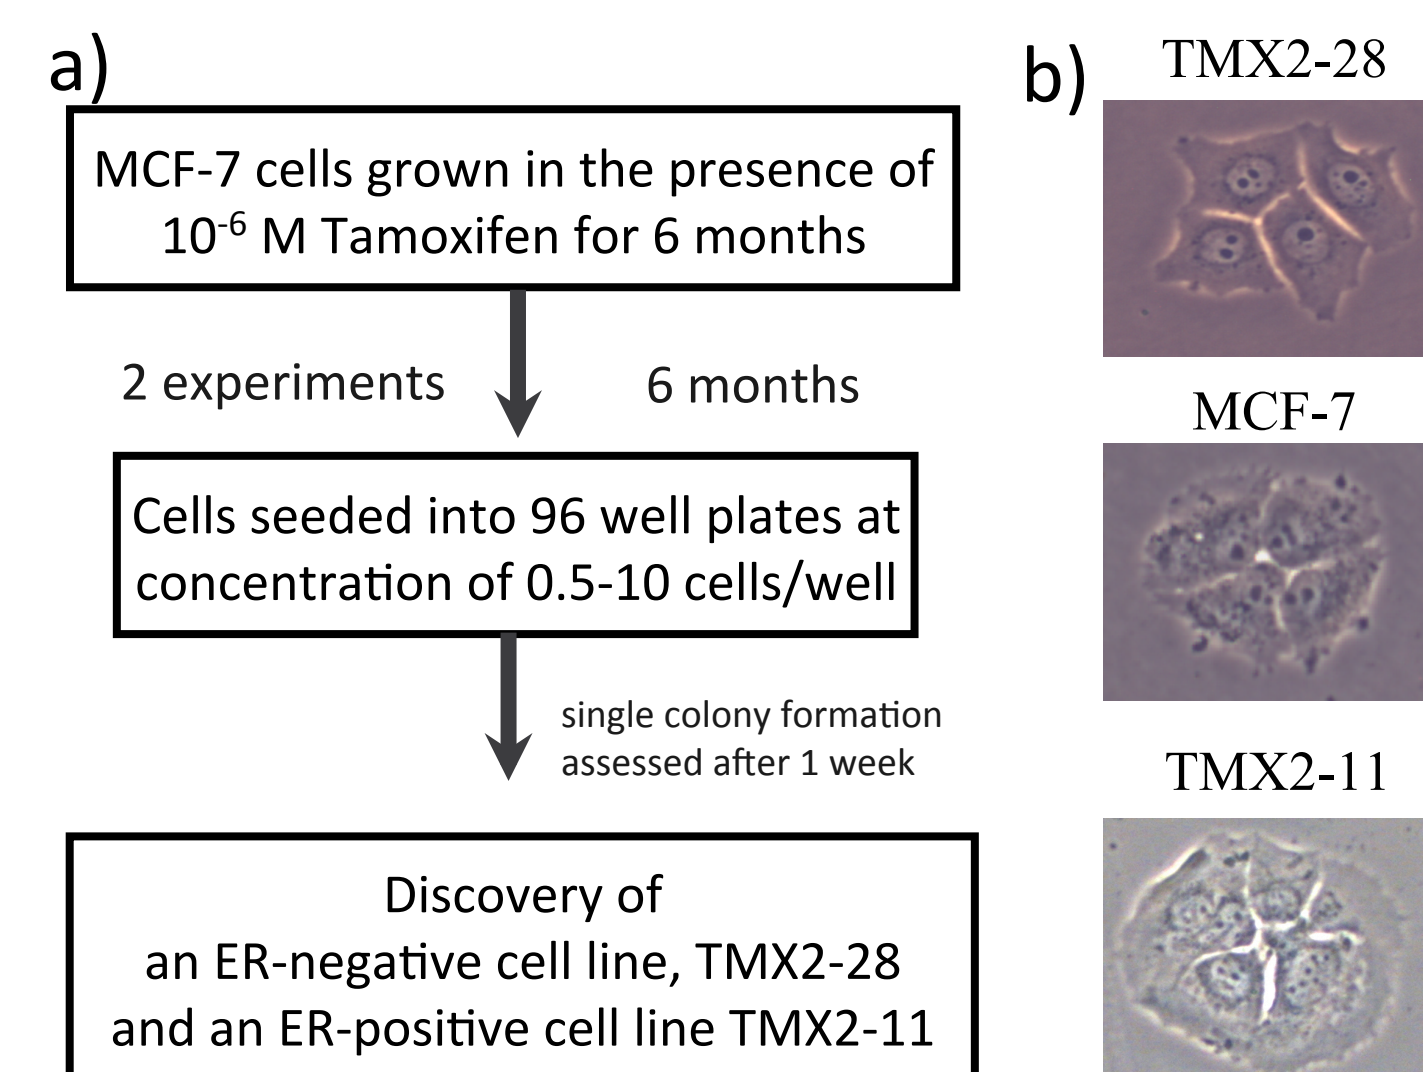 a)
MCF-7 cells grown in the presence of
10⁻⁶ M Tamoxifen for 6 months
2 experiments
6 months
Cells seeded into 96 well plates at
concentration of 0.5-10 cells/well
single colony formation
assessed after 1 week
Discovery of
an ER-negative cell line, TMX2-28
and an ER-positive cell line TMX2-11
b)
TMX2-28
MCF-7
TMX2-11